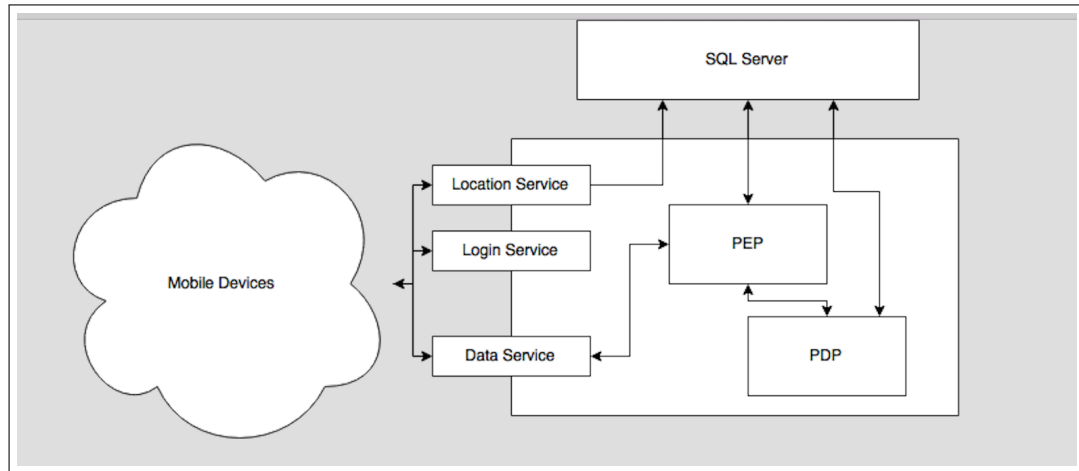 SQL Server
Location Service
Login Service
PEP
Mobile Devices
Data Service
PDP